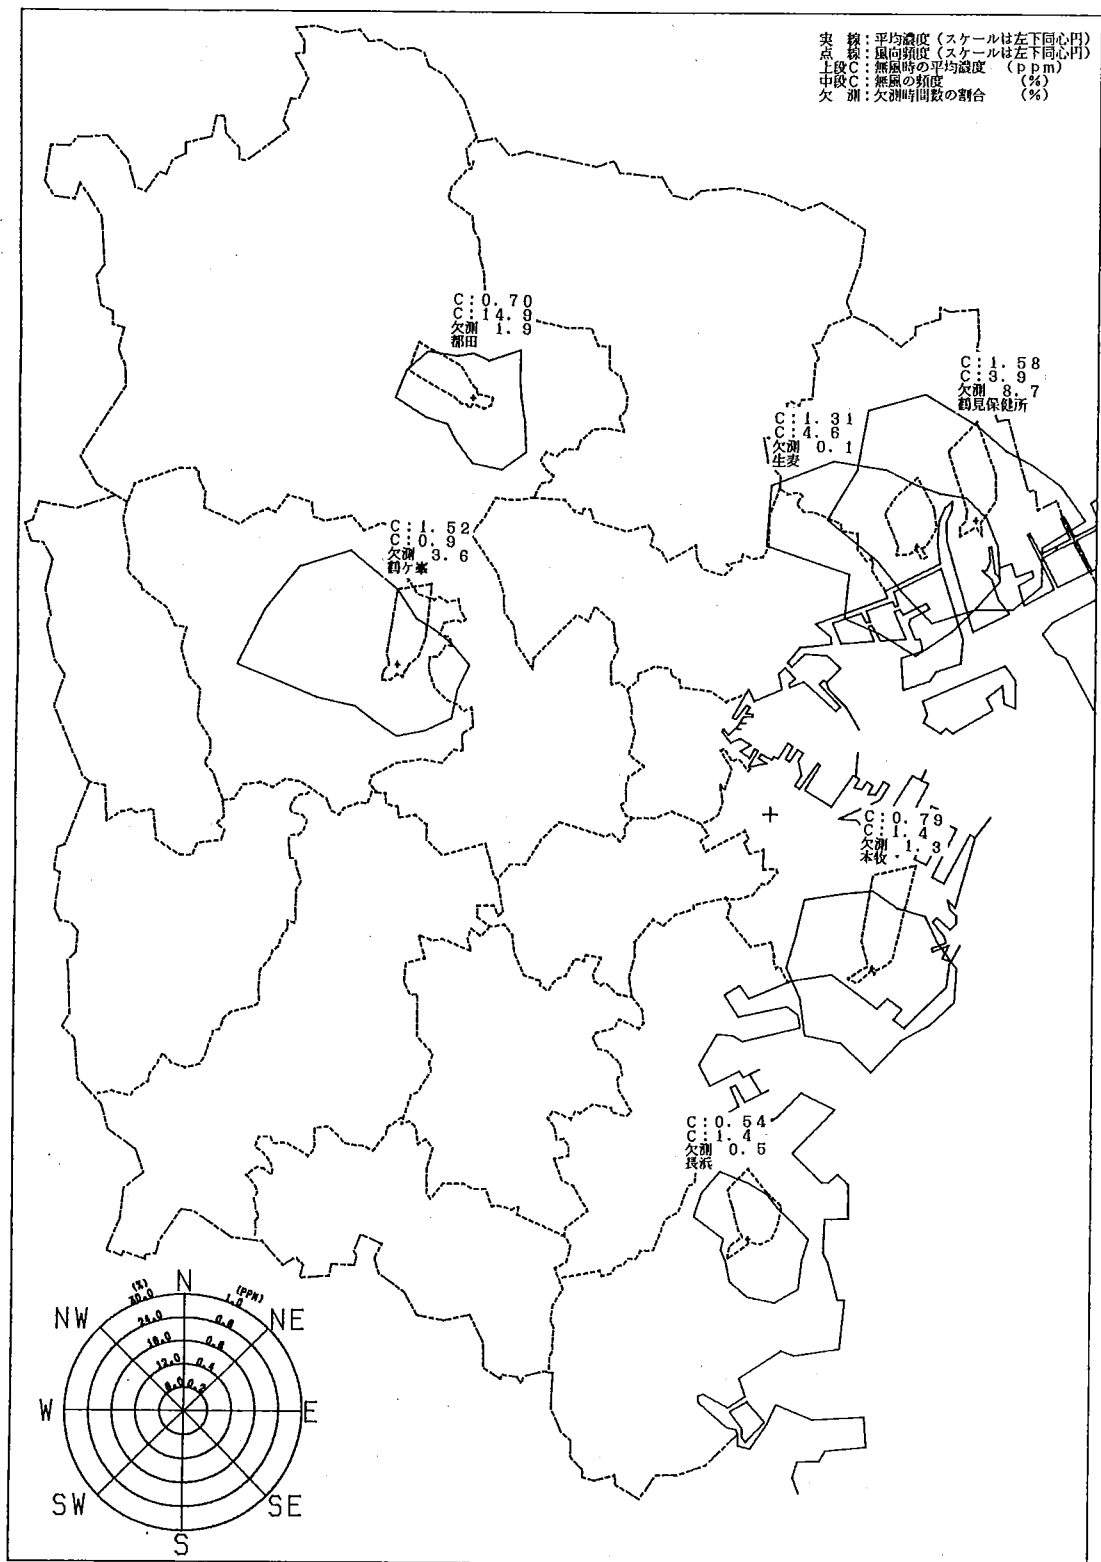 実　線：平均濃度（スケールは左下同心円）
点　線：風向頻度（スケールは左下同心円）
上段C：無風時の平均濃度　（ppm）
中段C：無風の頻度　（%）
欠　測：欠測時間数の割合　（%）
C：0.70
C：14.9
欠測　1.9
都田
C：1.58
C：3.9
欠測　8.7
鶴見保健所
C：1.31
C：4.6
欠測　0.1
生麦
C：1.52
C：0.9
欠測　3.6
鶴ケ峯
C：0.79
C：1.4
欠測　1.3
本牧
C：0.54
C：1.4
欠測　0.5
長浜
(%)
30.0
24.0
18.0
12.0
6.0
(PPM)
1.0
0.8
0.6
0.4
0.2
N
NE
E
SE
S
SW
W
NW